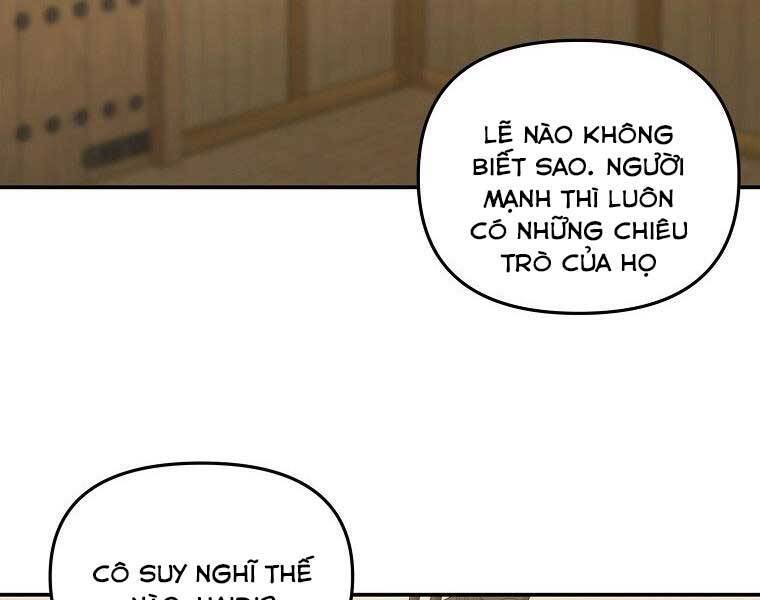 LẼ NÀO KHÔNG
BIẾT SAO. NGƯỜI
MẠNH THÌ LUÔN
CÓ NHỮNG CHIÊU
TRÒ CỦA HỌ
CÔ SUY NGHĨ THẾ
NÀO,